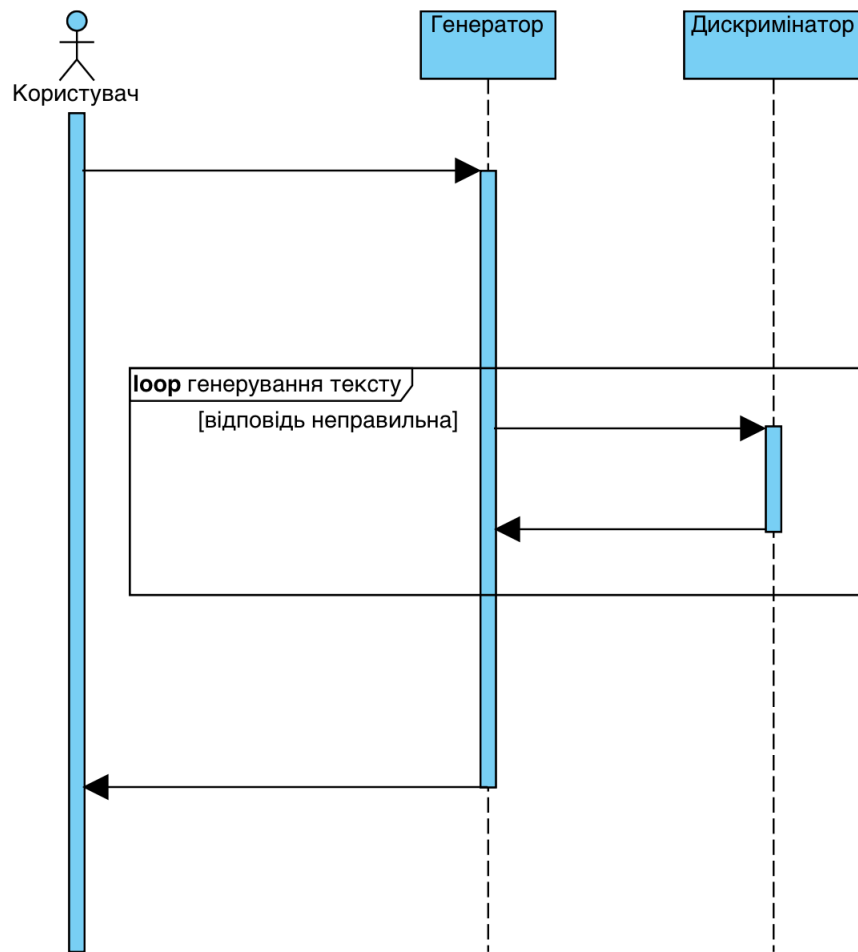 Генератор
Дискримінатор
Користувач
loop генерування тексту
[відповідь неправильна]